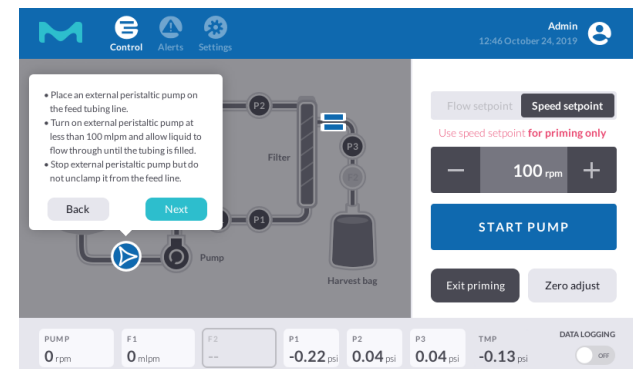 Control
Alerts
Settings
Admin
12:46 October 24, 2019
• Place an external peristaltic pump on
the feed tubing line.
• Turn on external peristaltic pump at
less than 100 mlpm and allow liquid to
flow through until the tubing is filled.
• Stop external peristaltic pump but do
not unclamp it from the feed line.
Back
Next
P2
Filter
P3
F2
P1
Pump
Harvest bag
Flow setpoint
Speed setpoint
Use speed setpoint for priming only
100 rpm
START PUMP
Exit priming
Zero adjust
PUMP
0 rpm
F1
0 mlpm
F2
--
P1
-0.22 psi
P2
0.04 psi
P3
0.04 psi
TMP
-0.13 psi
DATA LOGGING
OFF